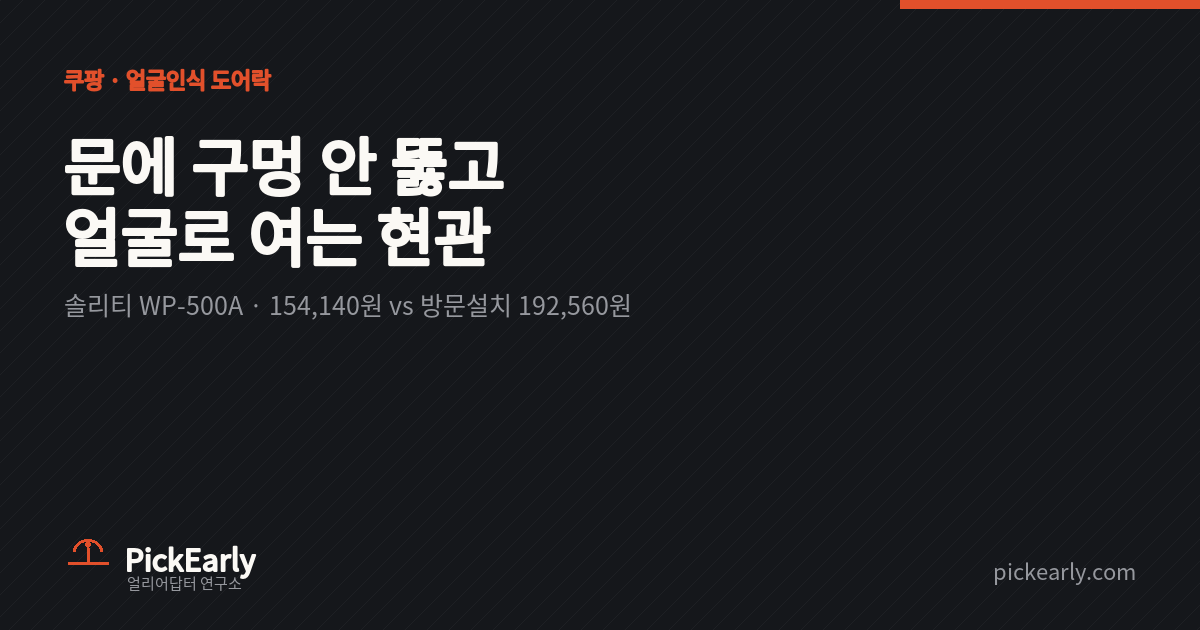 쿠팡 · 얼굴인식 도어락
문에 구멍 안 뚫고
얼굴로 여는 현관
솔리티 WP-500A · 154,140원 vs 방문설치 192,560원
PickEarly
얼리어답터 연구소
pickearly.com